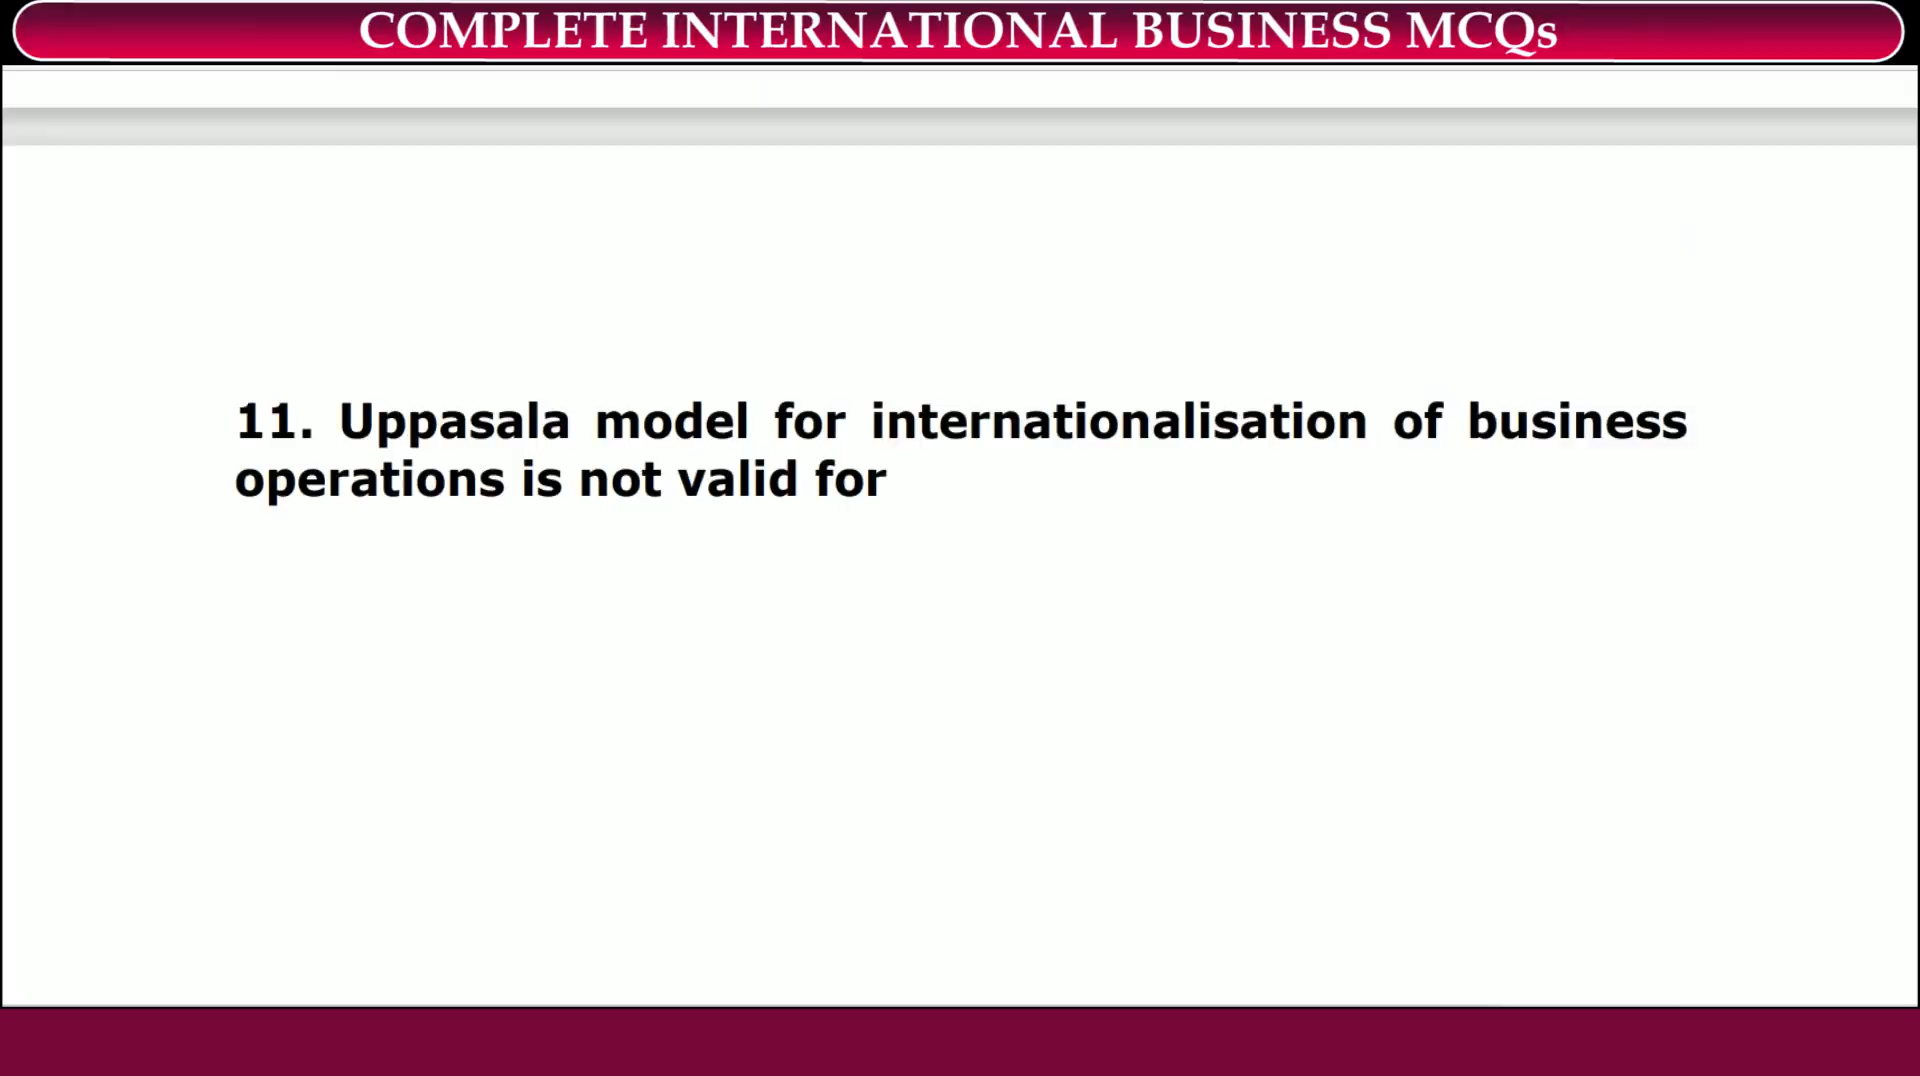 COMPLETE INTERNATIONAL BUSINESS MCQs
11. Uppasala model for internationalisation of business
operations is not valid for